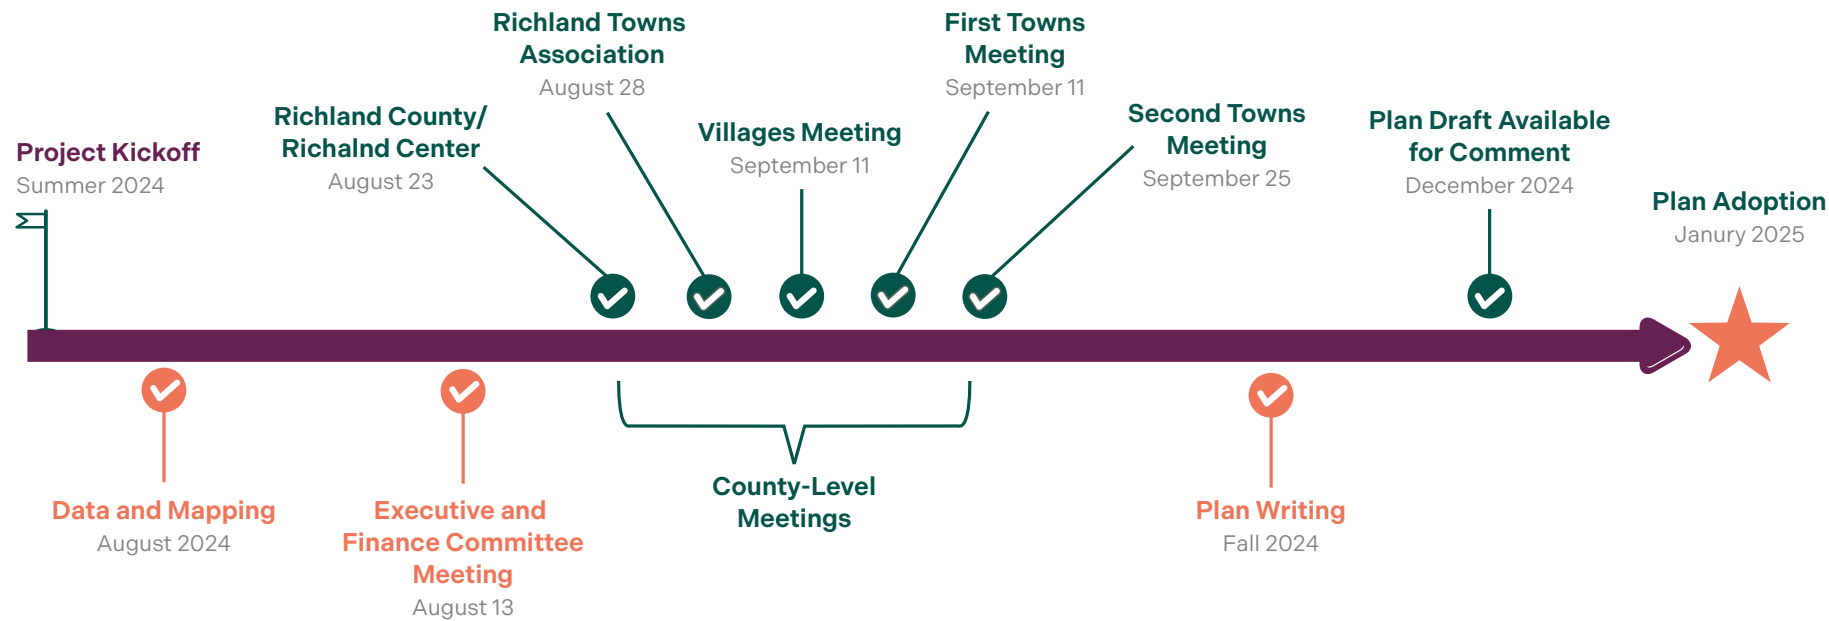 Project Kickoff
Summer 2024
Richland County/
Richalnd Center
August 23
Richland Towns
Association
August 28
Villages Meeting
September 11
First Towns
Meeting
September 11
Second Towns
Meeting
September 25
Plan Draft Available
for Comment
December 2024
Plan Adoption
Janury 2025
Data and Mapping
August 2024
Executive and
Finance Committee
Meeting
August 13
County-Level
Meetings
Plan Writing
Fall 2024